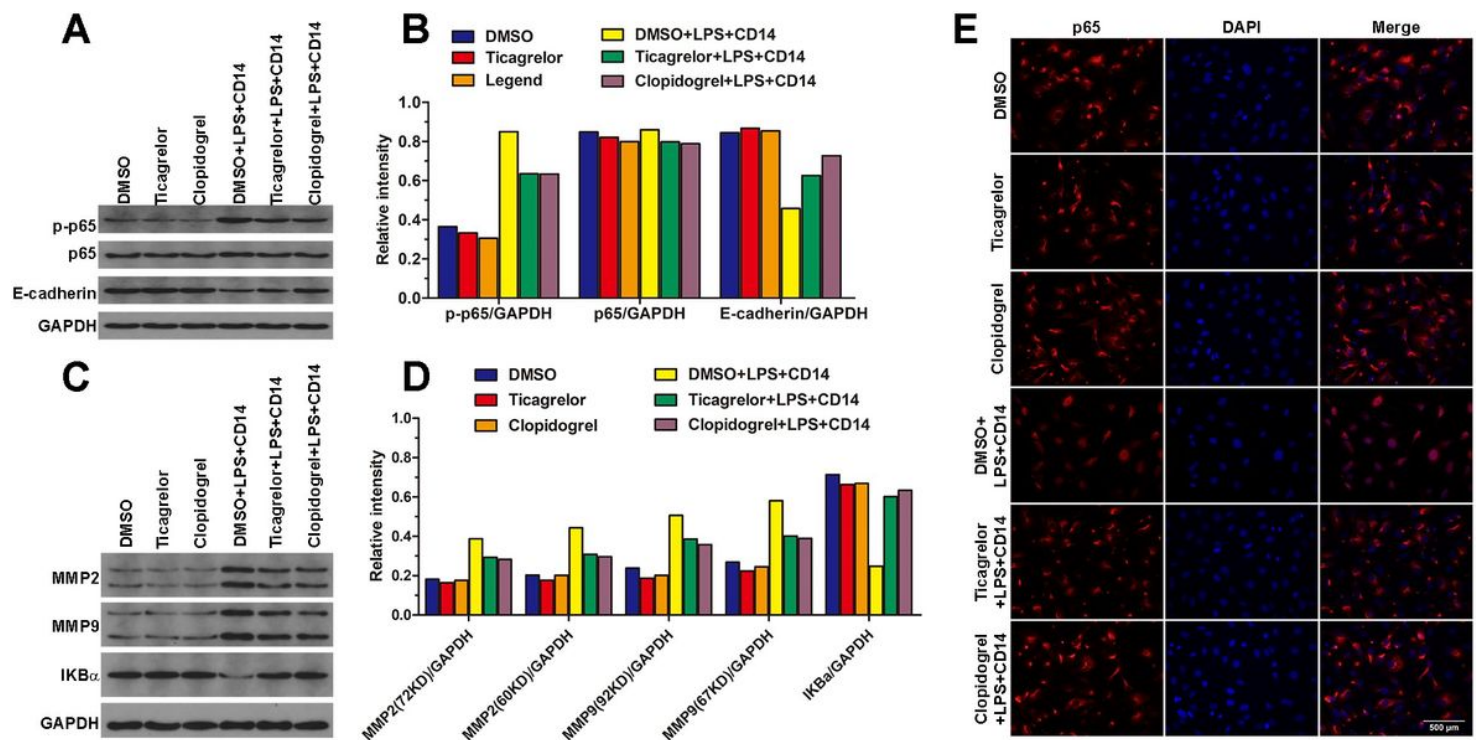 A
DMSO
Ticagrelor
Clopidogrel
DMSO+LPS+CD14
Ticagrelor+LPS+CD14
Clopidogrel+LPS+CD14
p-p65
p65
E-cadherin
GAPDH
B
DMSO
Ticagrelor
Legend
DMSO+LPS+CD14
Ticagrelor+LPS+CD14
Clopidogrel+LPS+CD14
Relative intensity
1.0
0.8
0.6
0.4
0.2
0.0
p-p65/GAPDH
p65/GAPDH
E-cadherin/GAPDH
C
DMSO
Ticagrelor
Clopidogrel
DMSO+LPS+CD14
Ticagrelor+LPS+CD14
Clopidogrel+LPS+CD14
MMP2
MMP9
IKBα
GAPDH
D
DMSO
Ticagrelor
Clopidogrel
DMSO+LPS+CD14
Ticagrelor+LPS+CD14
Clopidogrel+LPS+CD14
Relative intensity
1.0
0.8
0.6
0.4
0.2
0.0
MMP2(72KD)/GAPDH
MMP2(60KD)/GAPDH
MMP9(92KD)/GAPDH
MMP9(67KD)/GAPDH
IKBa/GAPDH
E
p65
DAPI
Merge
DMSO
Ticagrelor
Clopidogrel
DMSO+
LPS+CD14
Ticagrelor
+LPS+CD14
Clopidogrel
+LPS+CD14
500 µm